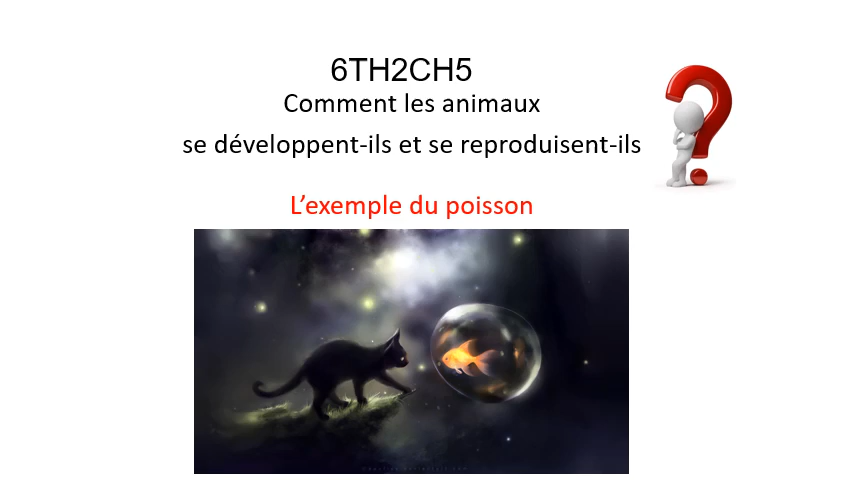 6TH2CH5
Comment les animaux
se développent-ils et se reproduisent-ils
L’exemple du poisson